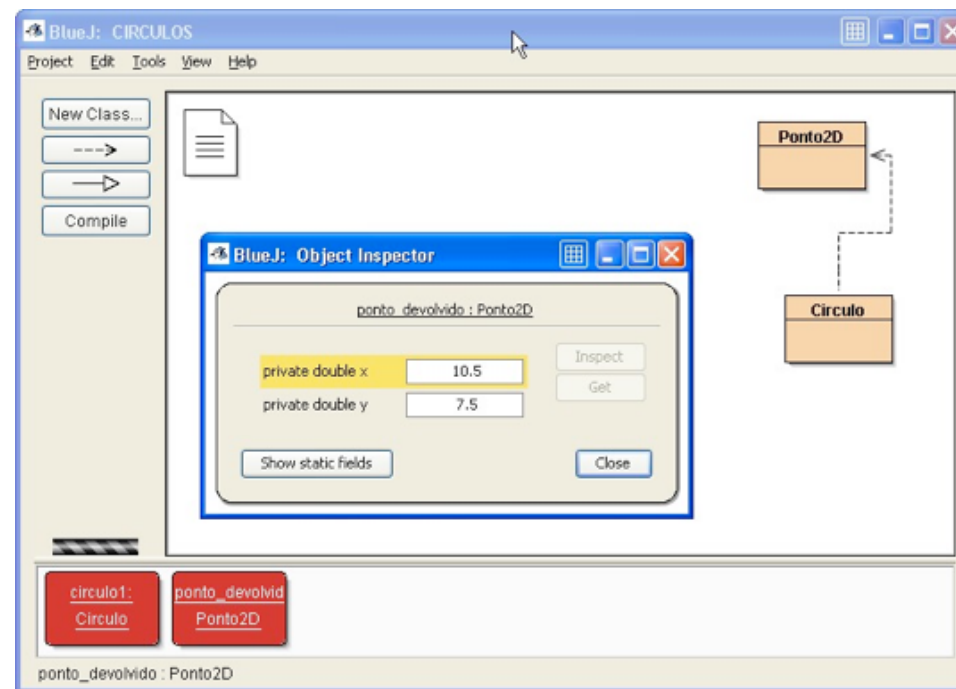 BlueJ: CIRCULOS
Project Edit Tools View Help
New Class...
Compile
Ponto2D
Circulo
BlueJ: Object Inspector
ponto_devolvido : Ponto2D
private double x 10.5
private double y 7.5
Inspect
Get
Show static fields
Close
circulo1:
Circulo
ponto_devolvid
Ponto2D
ponto_devolvido : Ponto2D